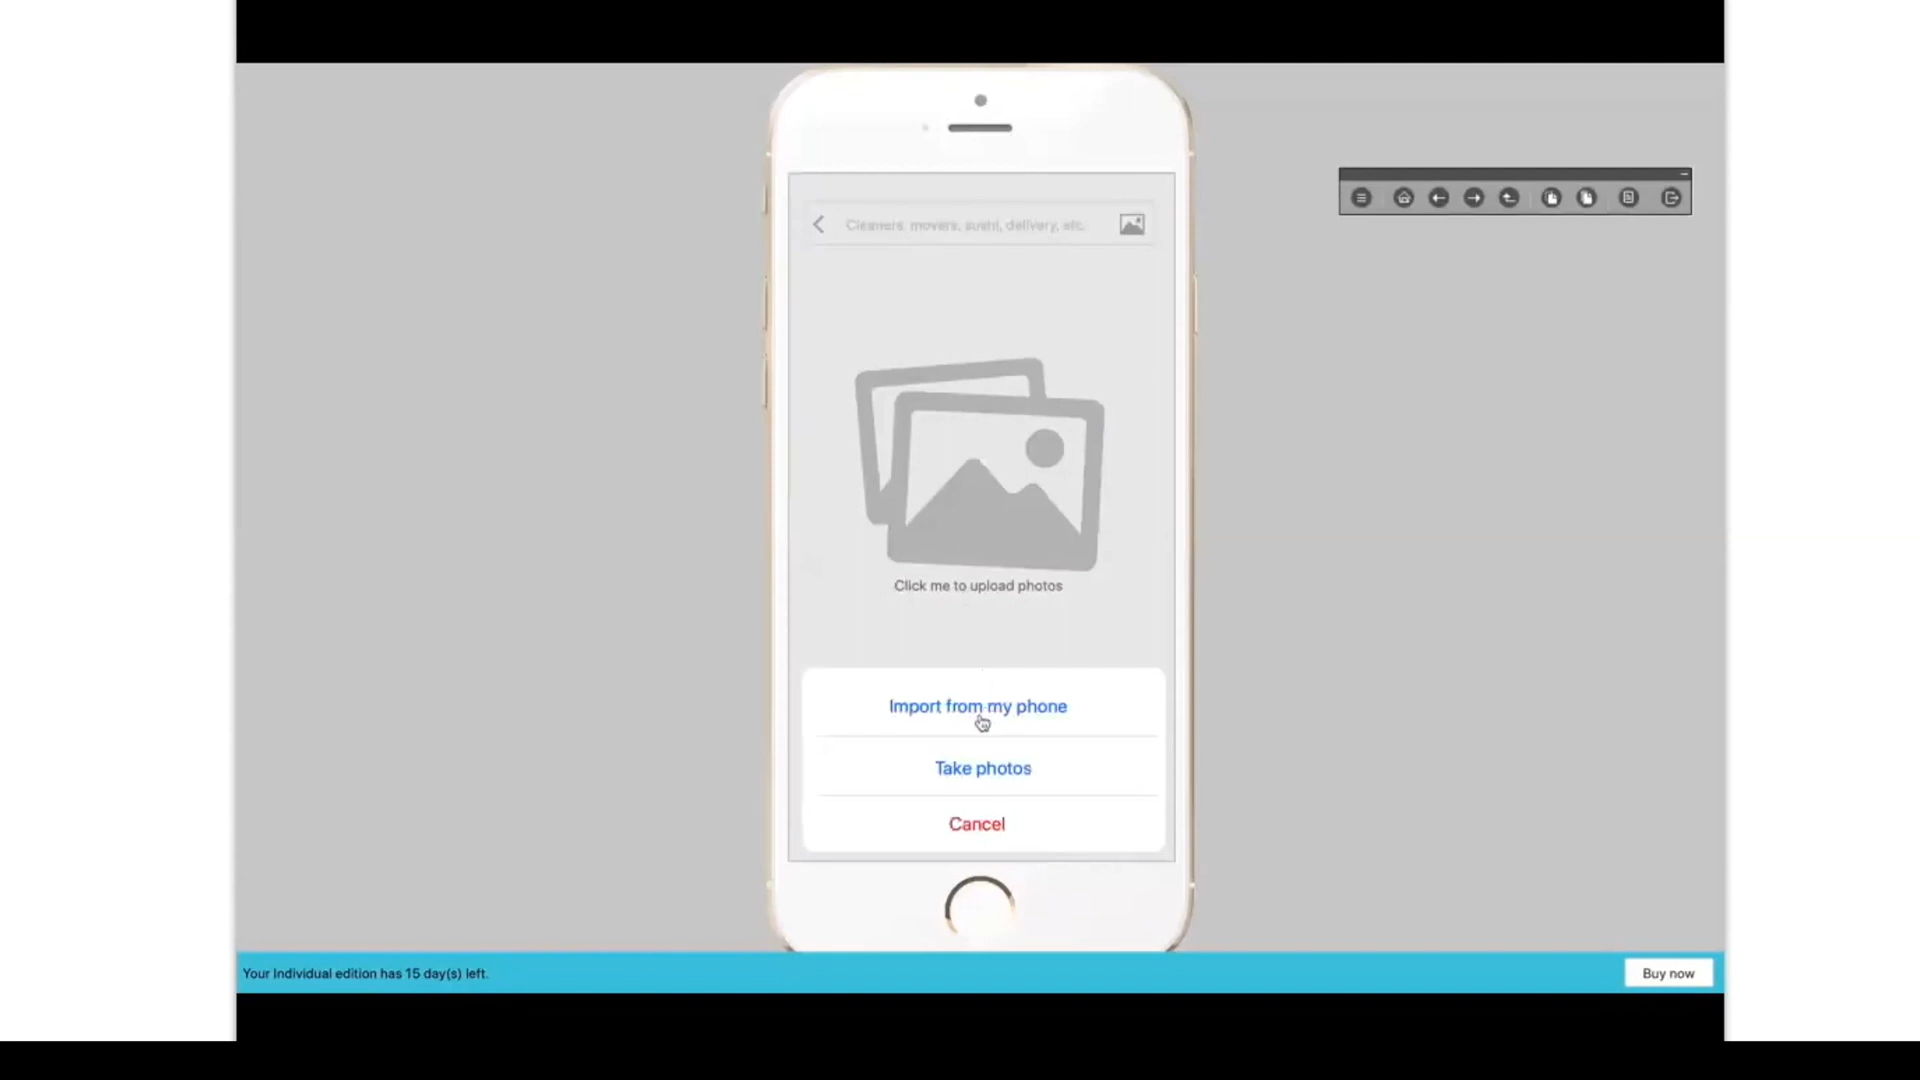 Cleaners, movers, sushi, delivery, etc.
Click me to upload photos
Import from my phone
Take photos
Cancel
Your Individual edition has 15 day(s) left.
Buy now